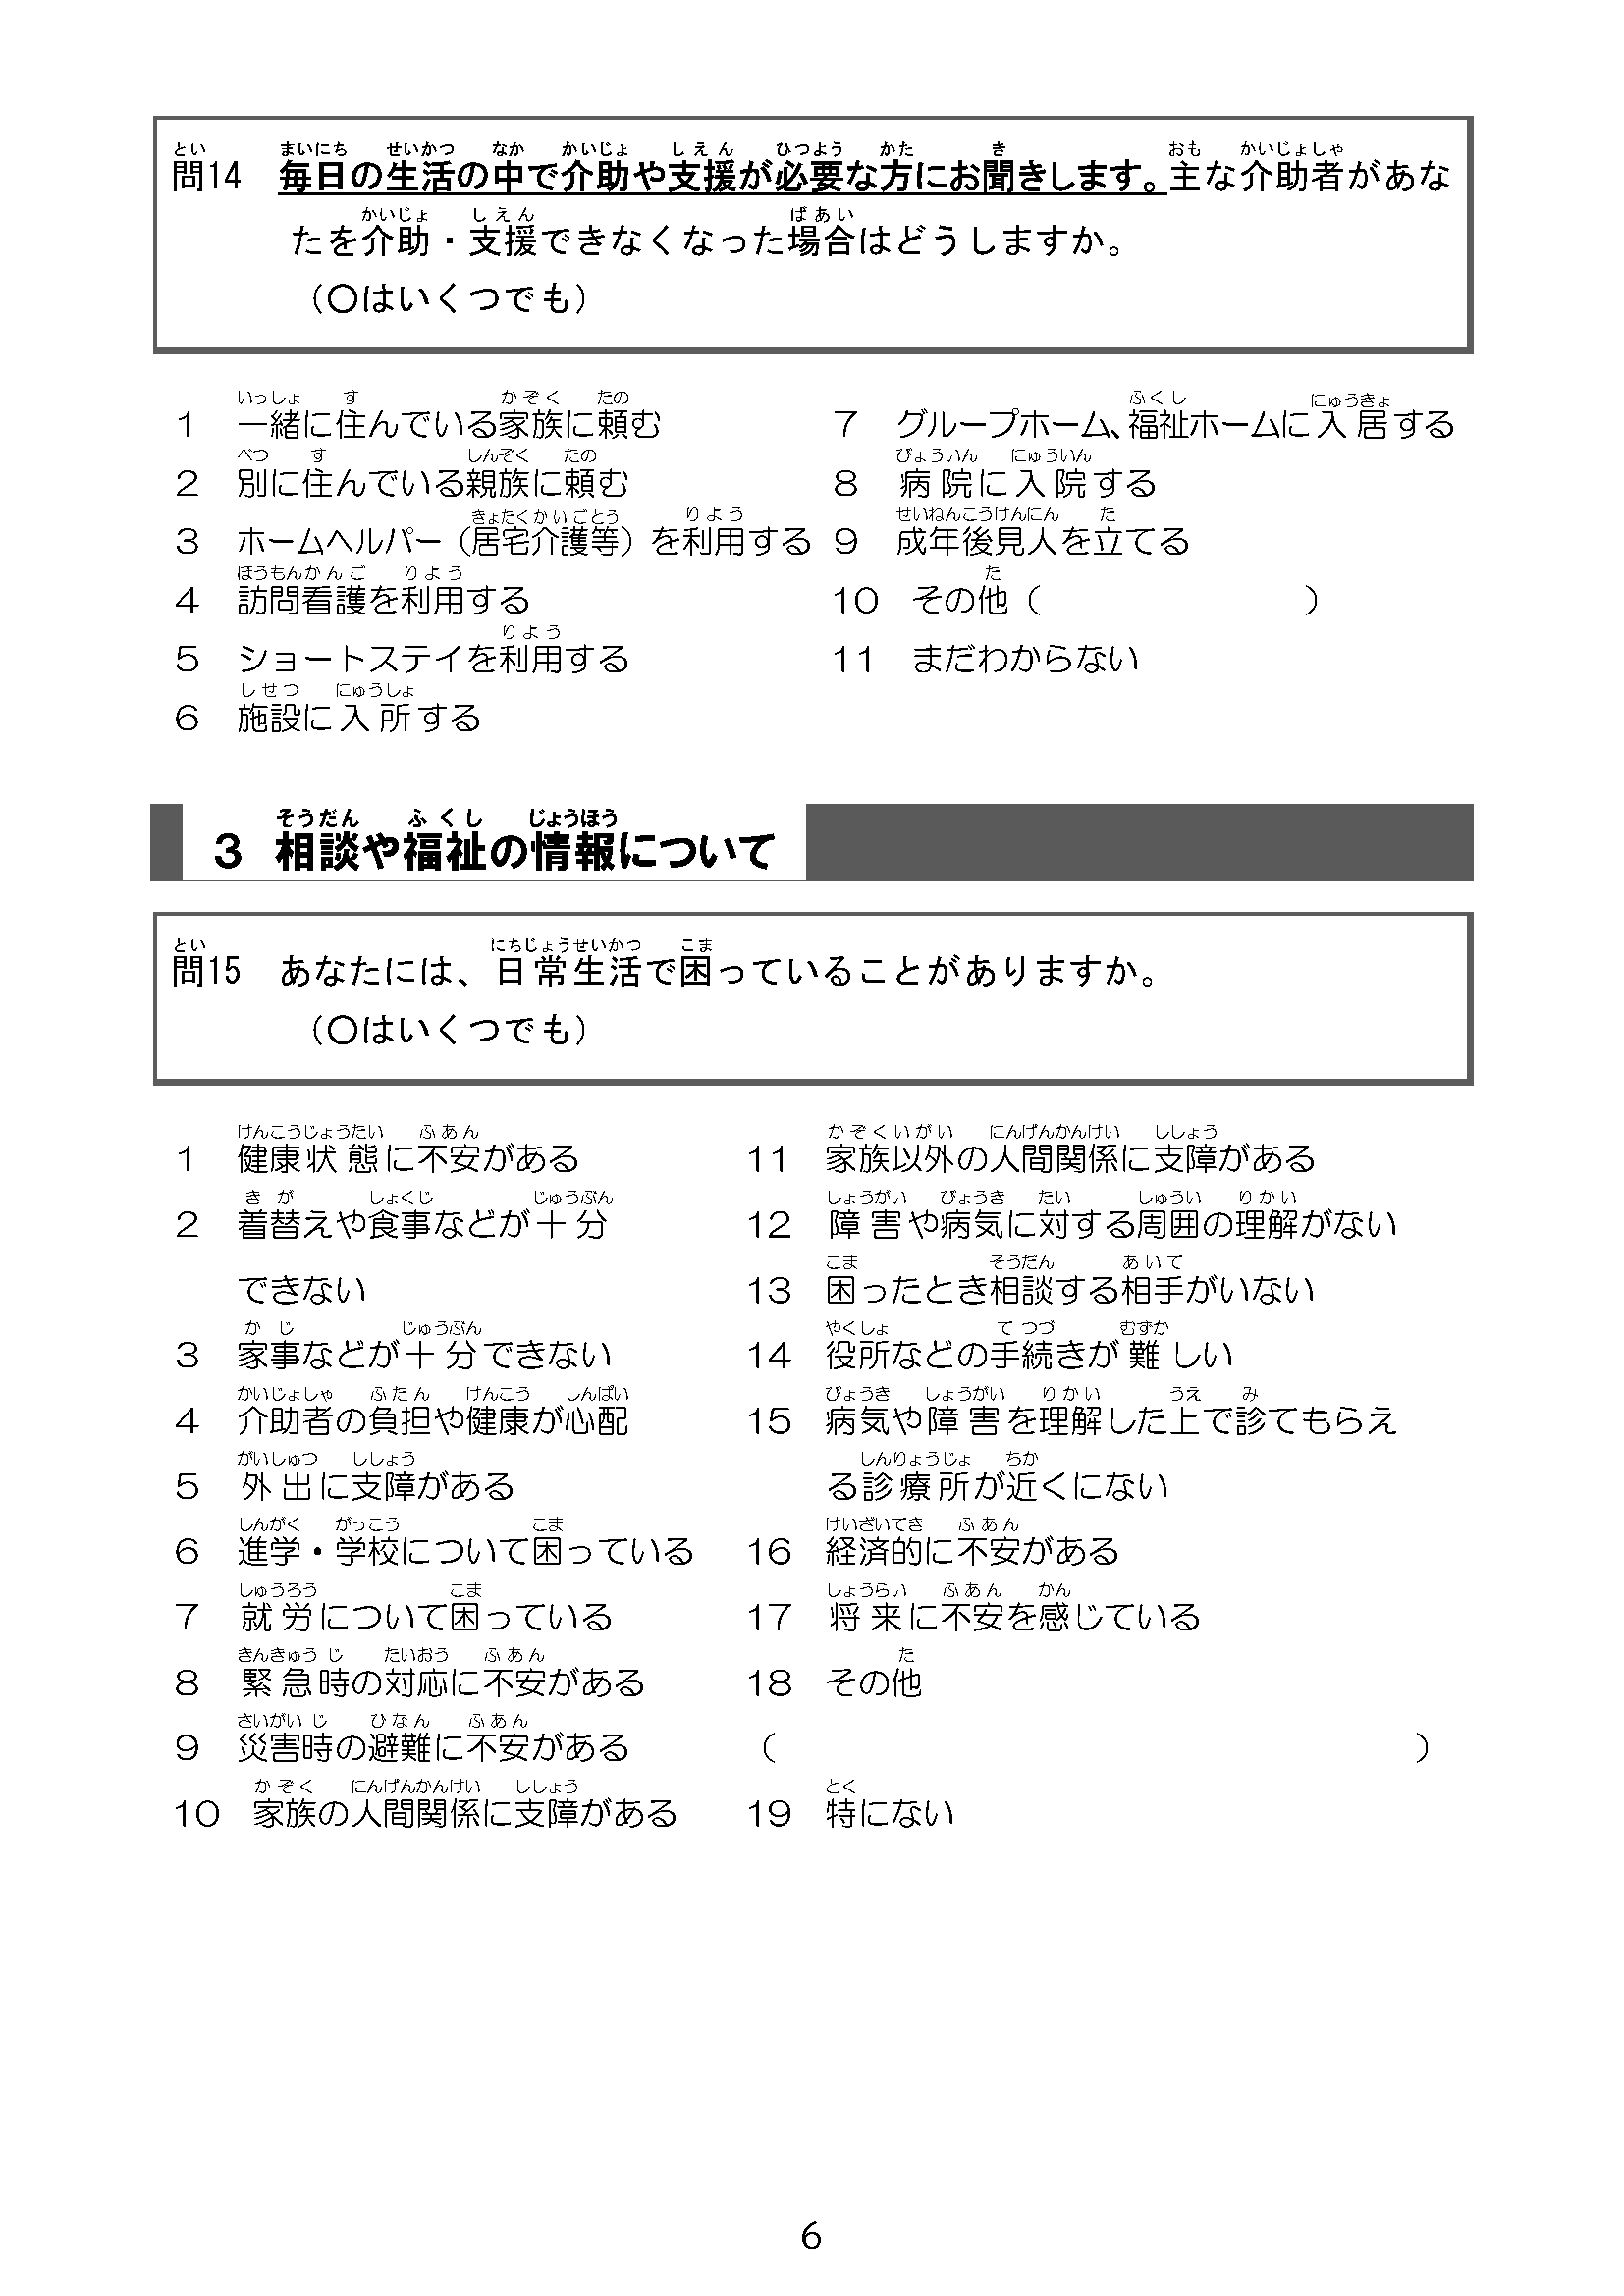 問14　毎日の生活の中で介助や支援が必要な方にお聞きします。主な介助者があな
たを介助・支援できなくなった場合はどうしますか。
（〇はいくつでも）
1　一緒に住んでいる家族に頼む
2　別に住んでいる親族に頼む
3　ホームヘルパー（居宅介護等）を利用する
4　訪問看護を利用する
5　ショートステイを利用する
6　施設に入所する
7　グループホーム、福祉ホームに入居する
8　病院に入院する
9　成年後見人を立てる
10　その他（　　　　　　　　）
11　まだわからない
3　相談や福祉の情報について
問15　あなたには、日常生活で困っていることがありますか。
（〇はいくつでも）
1　健康状態に不安がある
2　着替えや食事などが十分
できない
3　家事などが十分できない
4　介助者の負担や健康が心配
5　外出に支障がある
6　進学・学校について困っている
7　就労について困っている
8　緊急時の対応に不安がある
9　災害時の避難に不安がある
10　家族の人間関係に支障がある
11　家族以外の人間関係に支障がある
12　障害や病気に対する周囲の理解がない
13　困ったとき相談する相手がいない
14　役所などの手続きが難しい
15　病気や障害を理解した上で診てもらえ
る診療所が近くにない
16　経済的に不安がある
17　将来に不安を感じている
18　その他
（　　　　　　　　　　　　　　　　　　　　）
19　特にない
6